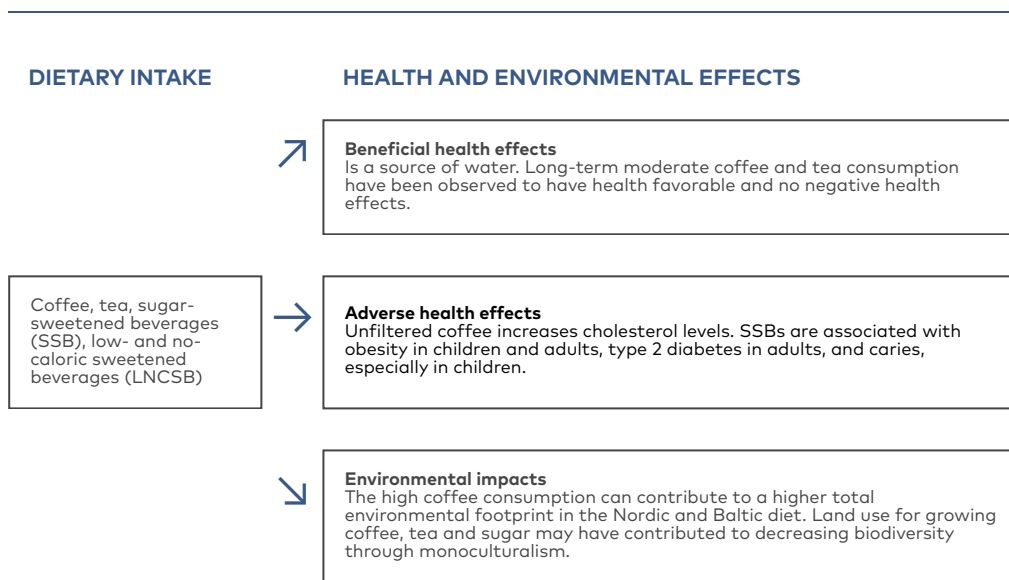 DIETARY INTAKE
HEALTH AND ENVIRONMENTAL EFFECTS
Beneficial health effects
Is a source of water. Long-term moderate coffee and tea consumption
have been observed to have health favorable and no negative health
effects.
Coffee, tea, sugar-
sweetened beverages
(SSB), low- and no-
caloric sweetened
beverages (LNCSB)
Adverse health effects
Unfiltered coffee increases cholesterol levels. SSBs are associated with
obesity in children and adults, type 2 diabetes in adults, and caries,
especially in children.
Environmental impacts
The high coffee consumption can contribute to a higher total
environmental footprint in the Nordic and Baltic diet. Land use for growing
coffee, tea and sugar may have contributed to decreasing biodiversity
through monoculturalism.